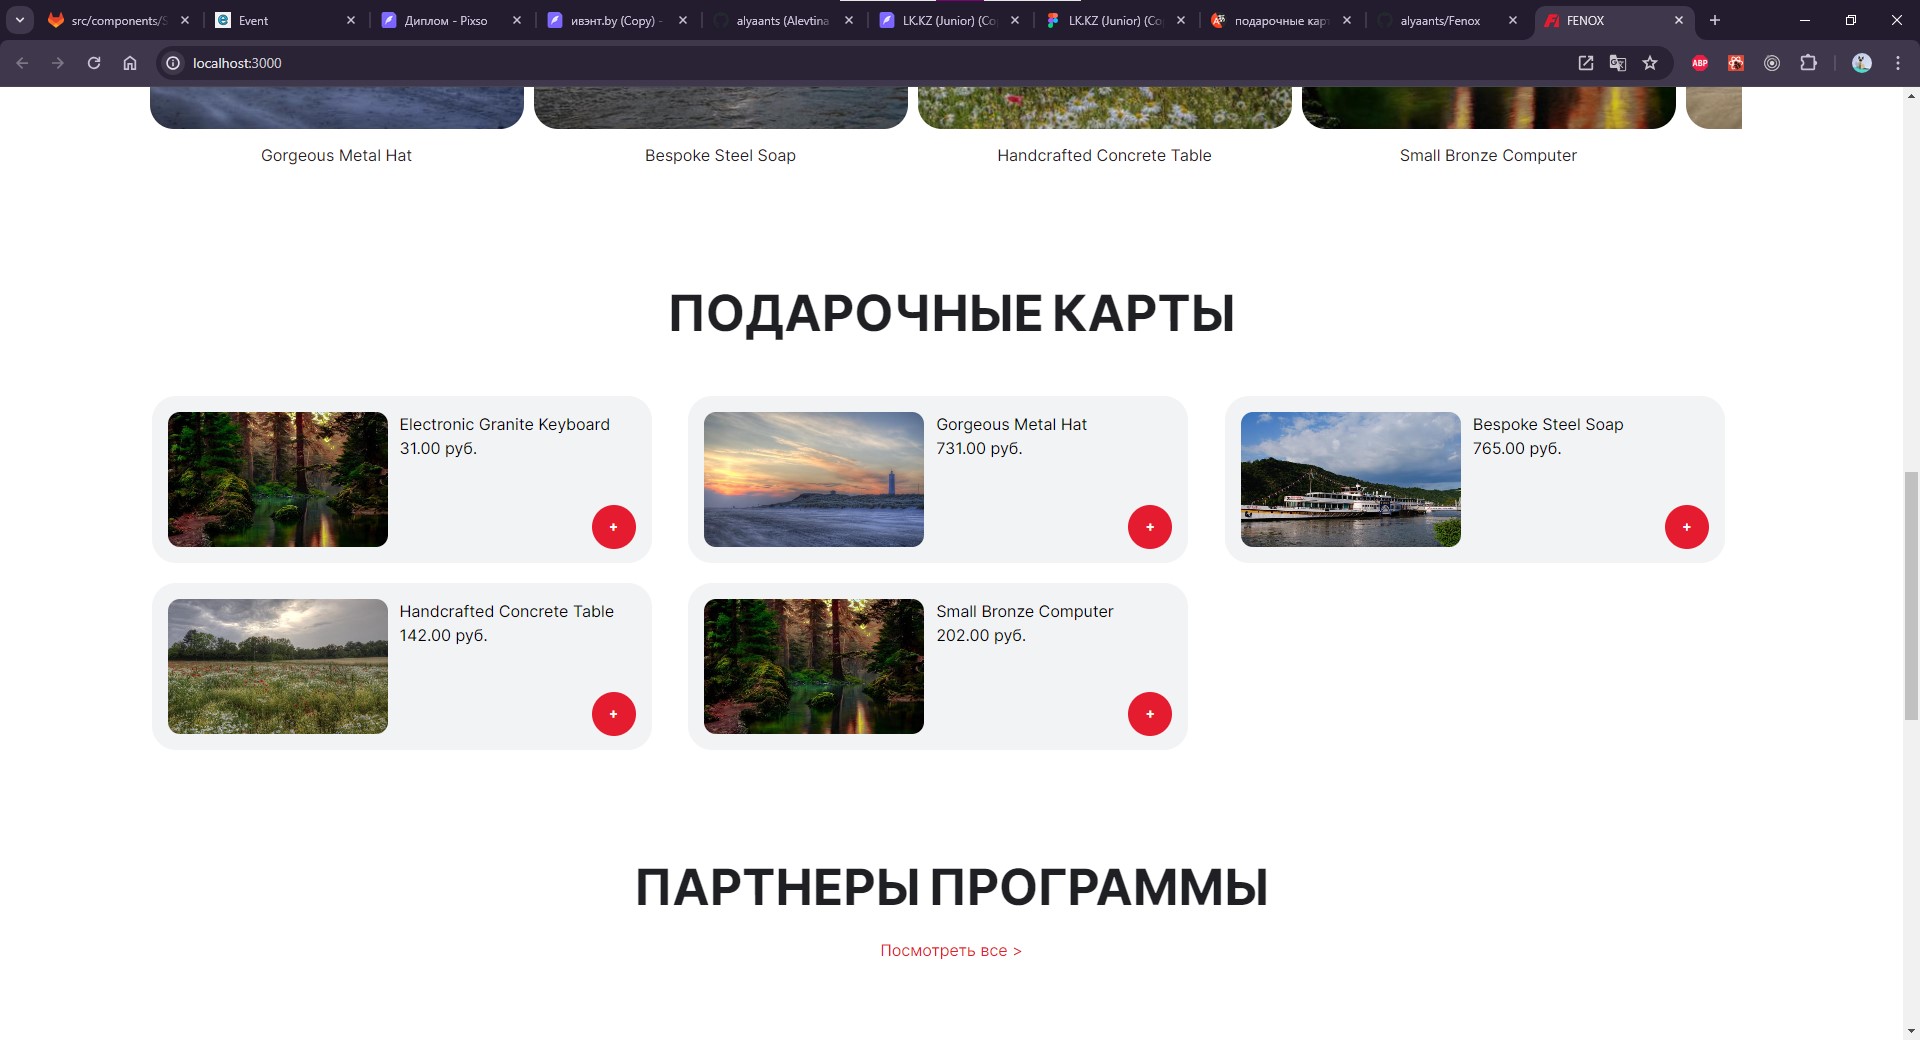 src/components/S
Event
Диплом - Pixso
ивэнт.by (Copy) -
alyaants (Alevtina
LK.KZ (Junior) (Co
LK.KZ (Junior) (Co
подарочные кар
alyaants/Fenox
FENOX
localhost:3000
ABP
Gorgeous Metal Hat
Bespoke Steel Soap
Handcrafted Concrete Table
Small Bronze Computer
ПОДАРОЧНЫЕ КАРТЫ
Electronic Granite Keyboard
31.00 руб.
+
Gorgeous Metal Hat
731.00 руб.
+
Bespoke Steel Soap
765.00 руб.
+
Handcrafted Concrete Table
142.00 руб.
+
Small Bronze Computer
202.00 руб.
+
ПАРТНЕРЫ ПРОГРАММЫ
Посмотреть все >